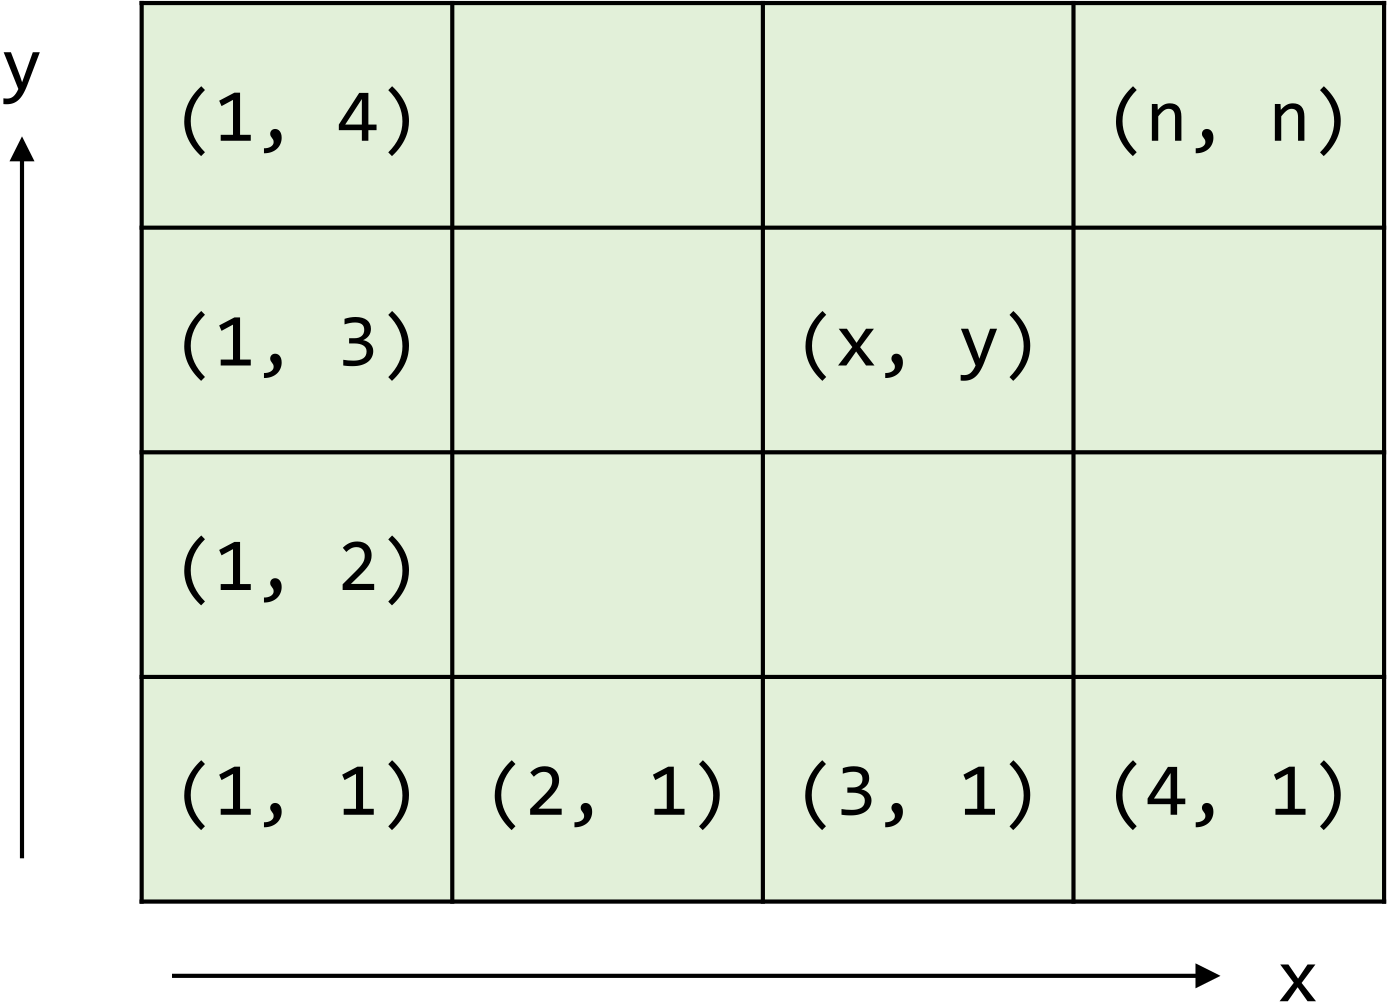 y
(1, 4) (n, n)
(1, 3) (x, y)
(1, 2)
(1, 1) (2, 1) (3, 1) (4, 1)
x